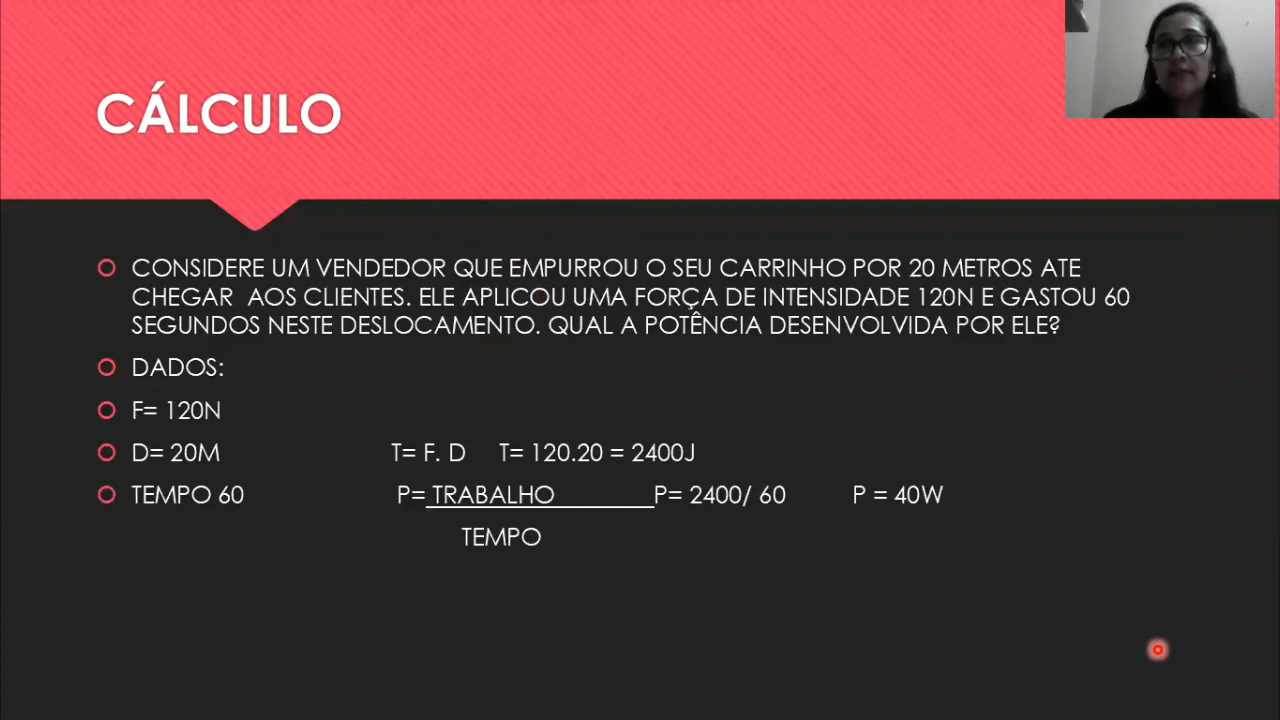 CÁLCULO
CONSIDERE UM VENDEDOR QUE EMPURROU O SEU CARRINHO POR 20 METROS ATE
CHEGAR AOS CLIENTES. ELE APLICOU UMA FORÇA DE INTENSIDADE 120N E GASTOU 60
SEGUNDOS NESTE DESLOCAMENTO. QUAL A POTÊNCIA DESENVOLVIDA POR ELE?
DADOS:
F= 120N
D= 20M T= F. D T= 120.20 = 2400J
TEMPO 60 P= TRABALHO P= 2400/ 60 P = 40W
TEMPO